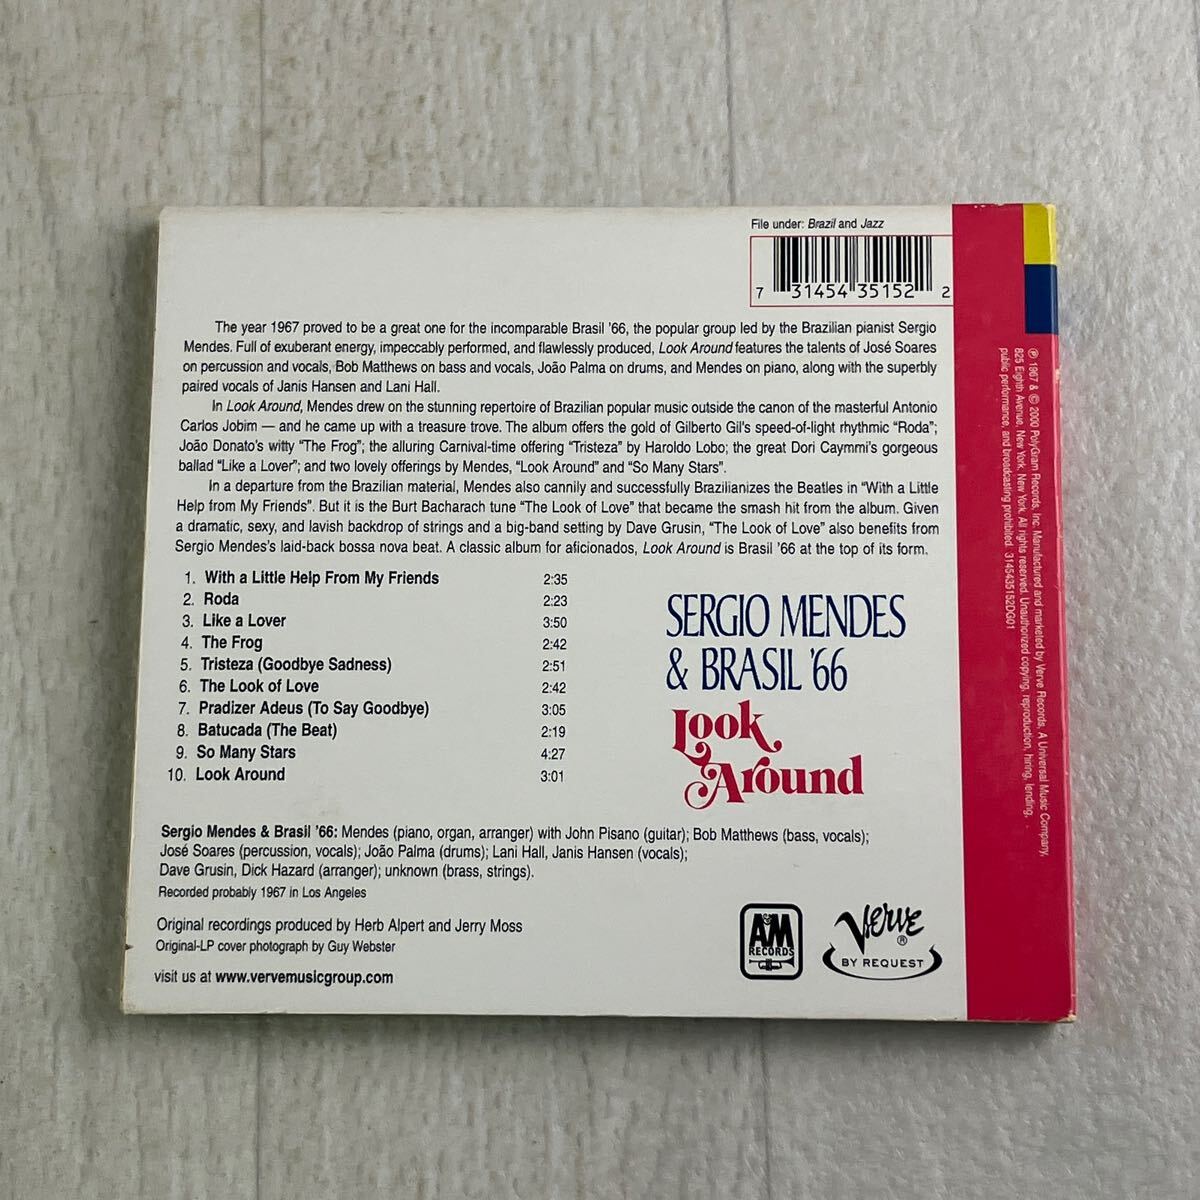 File under: Brazil and Jazz
7 31454 35152 2
The year 1967 proved to be a great one for the incomparable Brasil '66, the popular group led by the Brazilian pianist Sergio
Mendes. Full of exuberant energy, impeccably performed, and flawlessly produced, Look Around features the talents of José Soares
on percussion and vocals, Bob Matthews on bass and vocals, João Palma on drums, and Mendes on piano, along with the superbly
paired vocals of Janis Hansen and Lani Hall.
In Look Around, Mendes drew on the stunning repertoire of Brazilian popular music outside the canon of the masterful Antonio
Carlos Jobim — and he came up with a treasure trove. The album offers the gold of Gilberto Gil's speed-of-light rhythmic "Roda";
João Donato's witty "The Frog"; the alluring Carnival-time offering "Tristeza" by Haroldo Lobo; the great Dori Caymmi's gorgeous
ballad "Like a Lover"; and two lovely offerings by Mendes, "Look Around" and "So Many Stars".
In a departure from the Brazilian material, Mendes also cannily and successfully Brazilianizes the Beatles in "With a Little
Help from My Friends". But it is the Burt Bacharach tune "The Look of Love" that became the smash hit from the album. Given
a dramatic, sexy, and lavish backdrop of strings and a big-band setting by Dave Grusin, "The Look of Love" also benefits from
Sergio Mendes's laid-back bossa nova beat. A classic album for aficionados, Look Around is Brasil '66 at the top of its form.
1. With a Little Help From My Friends 2:35
2. Roda 2:23
3. Like a Lover 3:50
4. The Frog 2:42
5. Tristeza (Goodbye Sadness) 2:51
6. The Look of Love 2:42
7. Pradizer Adeus (To Say Goodbye) 3:05
8. Batucada (The Beat) 2:19
9. So Many Stars 4:27
10. Look Around 3:01
SERGIO MENDES
& BRASIL '66
Look
Around
Sergio Mendes & Brasil '66: Mendes (piano, organ, arranger) with John Pisano (guitar); Bob Matthews (bass, vocals);
José Soares (percussion, vocals); João Palma (drums); Lani Hall, Janis Hansen (vocals);
Dave Grusin, Dick Hazard (arranger); unknown (brass, strings).
Recorded probably 1967 in Los Angeles
Original recordings produced by Herb Alpert and Jerry Moss
Original-LP cover photograph by Guy Webster
visit us at www.vervemusicgroup.com
A&M
RECORDS
Verve
®
BY REQUEST
℗ 1967 & © 2000 PolyGram Records, Inc. Manufactured and marketed by Verve Records, A Universal Music Company,
825 Eighth Avenue, New York, New York. All rights reserved. Unauthorized copying, reproduction, hiring, lending,
public performance, and broadcasting prohibited. 3145435152DG01